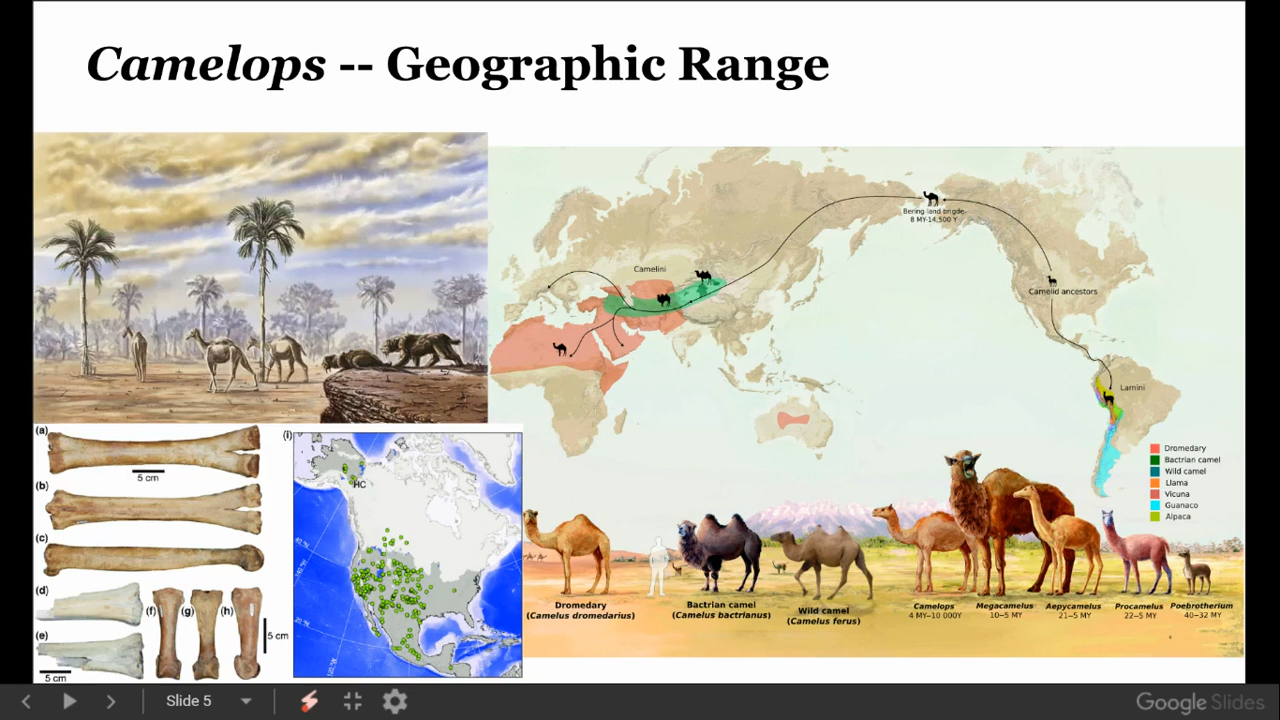 Camelops -- Geographic Range
Bering land brigde
8 MY-14,500 Y
Camelini
Camelid ancestors
Lamini
Dromedary
Bactrian camel
Wild camel
Llama
Vicuna
Guanaco
Alpaca
Dromedary
(Camelus dromedarius)
Bactrian camel
(Camelus bactrianus)
Wild camel
(Camelus ferus)
Camelops
4 MY–10 000Y
Megacamelus
10–5 MY
Aepycamelus
21–5 MY
Procamelus
22–5 MY
Poebrotherium
40–32 MY
(a)
5 cm
(b)
(c)
(d)
(e)
5 cm
(f)
(g)
(h)
5 cm
(i)
HC
Slide 5
Google Slides